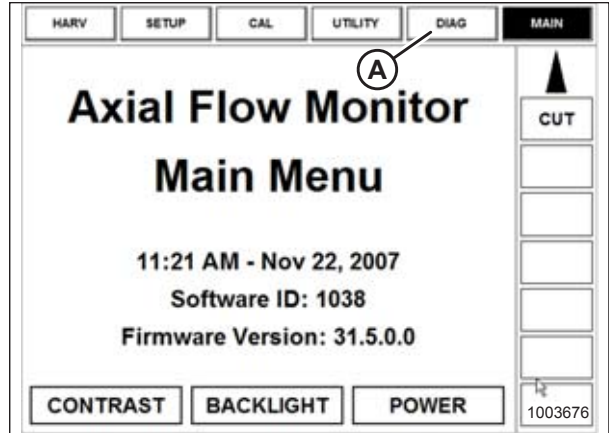 HARV SETUP CAL UTILITY DIAG MAIN
A
Axial Flow Monitor
CUT
Main Menu
11:21 AM - Nov 22, 2007
Software ID: 1038
Firmware Version: 31.5.0.0
CONTRAST BACKLIGHT POWER
1003676